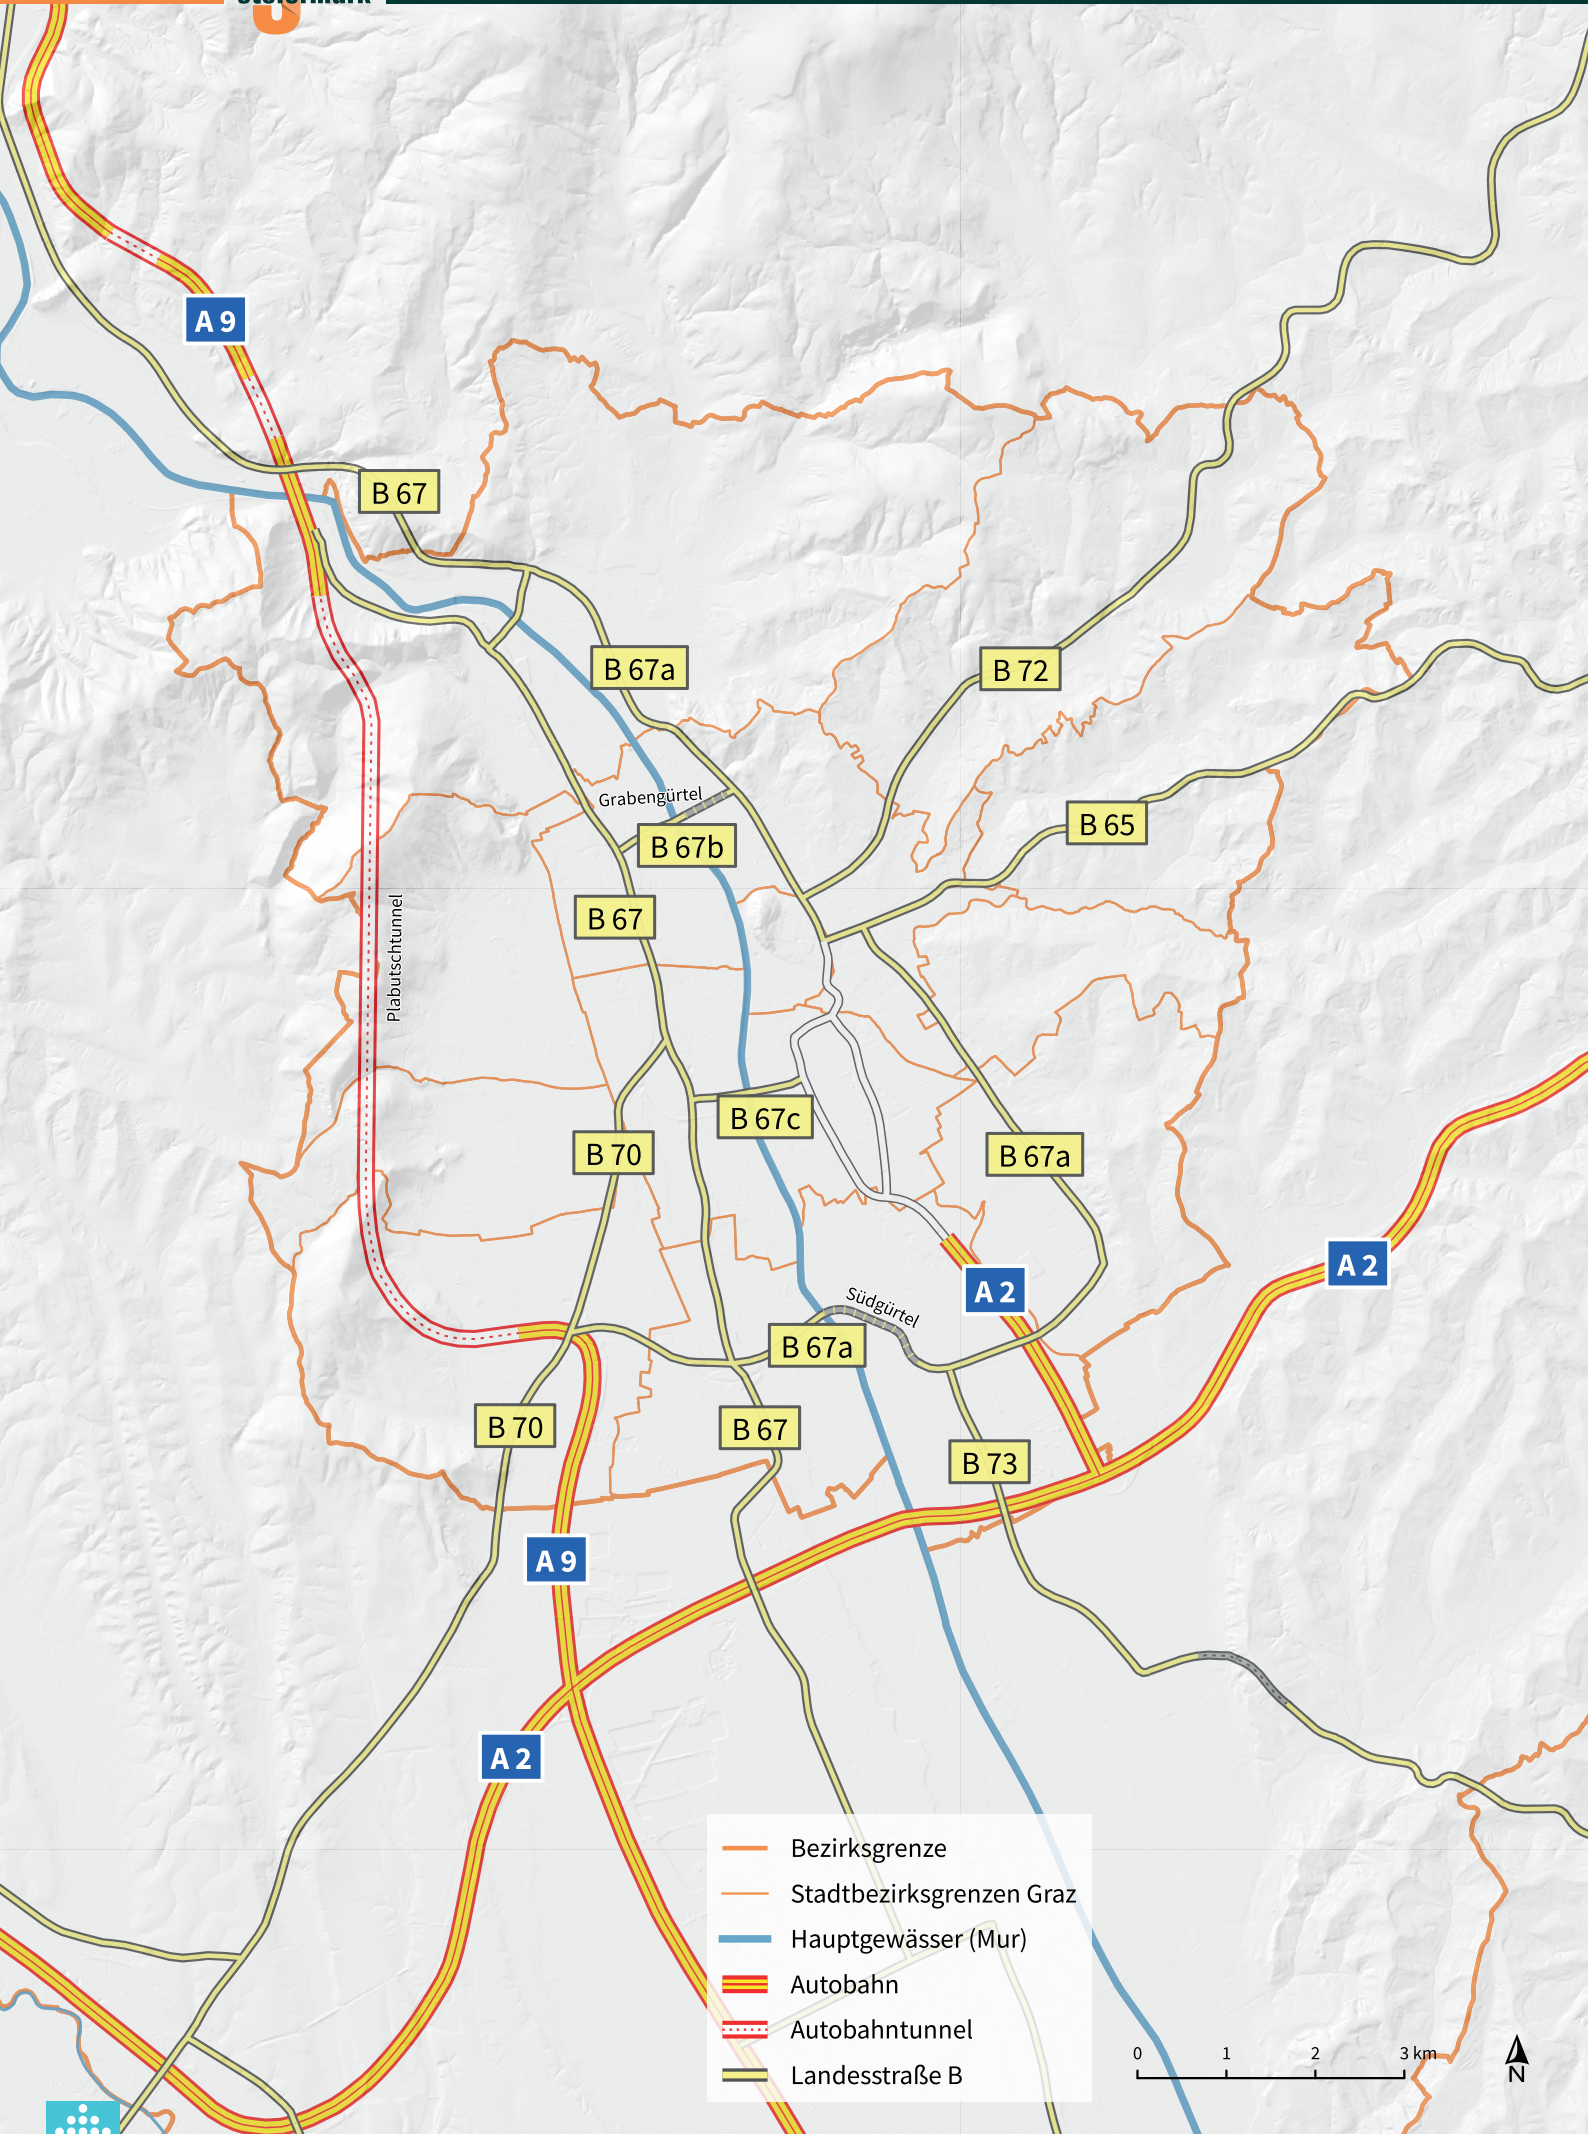 A 9
B 67
B 67a
B 72
Grabengürtel
B 65
B 67b
B 67
Plabutschtunnel
B 67c
B 70
B 67a
A 2
A 2
Südgürtel
B 67a
B 70
B 67
B 73
A 9
A 2
Bezirksgrenze
Stadtbezirksgrenzen Graz
Hauptgewässer (Mur)
Autobahn
Autobahntunnel
Landesstraße B
0 1 2 3 km
N